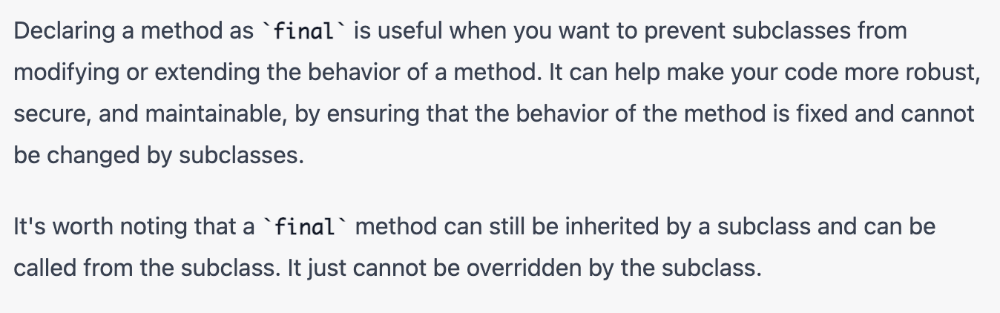 Declaring a method as `final` is useful when you want to prevent subclasses from
modifying or extending the behavior of a method. It can help make your code more robust,
secure, and maintainable, by ensuring that the behavior of the method is fixed and cannot
be changed by subclasses.
It's worth noting that a `final` method can still be inherited by a subclass and can be
called from the subclass. It just cannot be overridden by the subclass.